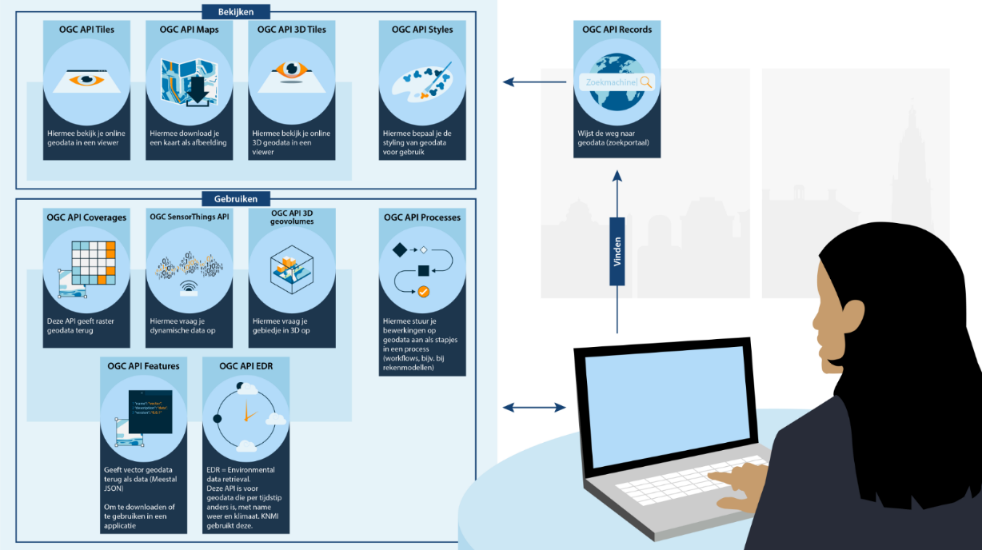 Bekijken
OGC API Tiles
Hiermee bekijk je online
geodata in een viewer
OGC API Maps
Hiermee download je
een kaart als afbeelding
OGC API 3D Tiles
Hiermee bekijk je online
3D geodata in een
viewer
OGC API Styles
Hiermee bepaal je de
styling van geodata
voor gebruik
OGC API Records
Zoekmachine
Wijst de weg naar
geodata (zoekportaal)
Vinden
Gebruiken
OGC API Coverages
Deze API geeft raster
geodata terug
OGC SensorThings API
Hiermee vraag je
dynamische data op
OGC API 3D
geovolumes
Hiermee vraag je
gebiedje in 3D op
OGC API Processes
Hiermee stuur je
bewerkingen op
geodata aan als stapjes
in een process
(workflows, bijv. bij
rekenmodellen)
OGC API Features
Geeft vector geodata
terug als data (Meestal
JSON)
Om te downloaden of
te gebruiken in een
applicatie
OGC API EDR
EDR = Environmental
data retrieval.
Deze API is voor
geodata die per tijdstip
anders is, met name
weer en klimaat. KNMI
gebruikt deze.